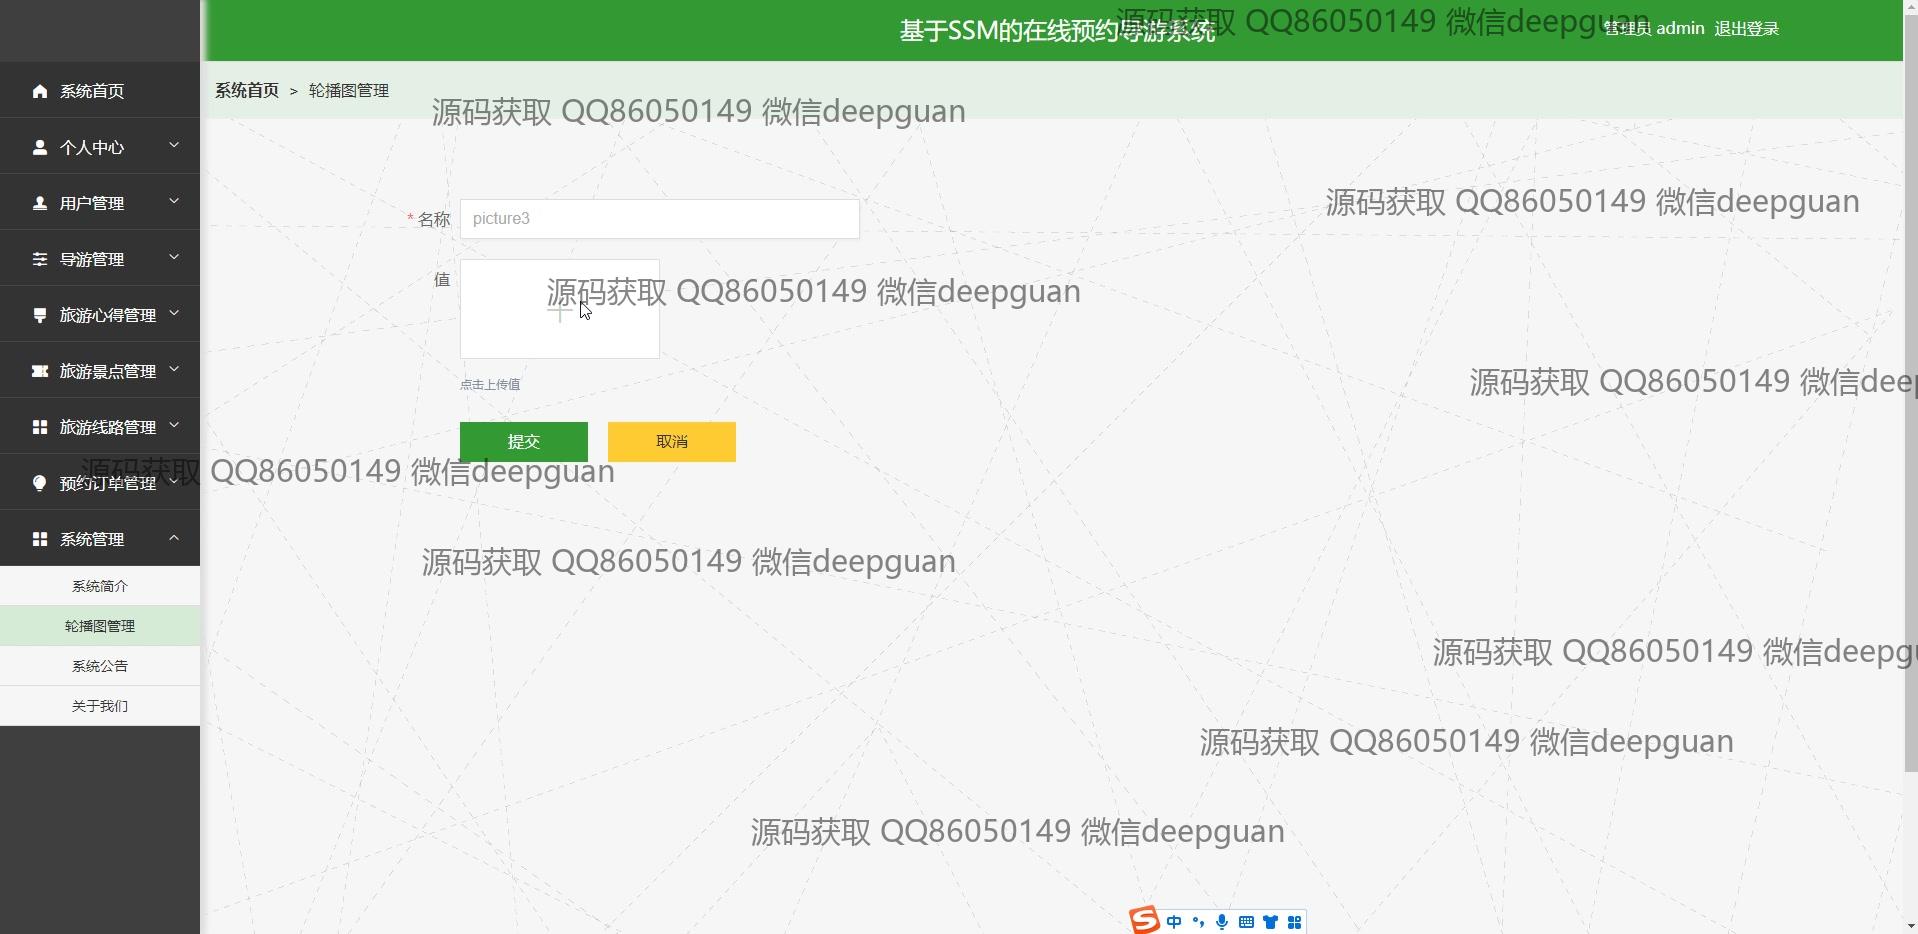 基于SSM的在线预约导游系统
源码获取 QQ86050149 微信deepguan
管理员 admin 退出登录
系统首页 > 轮播图管理
源码获取 QQ86050149 微信deepguan
系统首页
个人中心
用户管理
导游管理
旅游心得管理
旅游景点管理
旅游线路管理
预约订单管理
系统管理
系统简介
轮播图管理
系统公告
关于我们
源码获取 QQ86050149 微信deepguan
* 名称 picture3
值
源码获取 QQ86050149 微信deepguan
点击上传值
源码获取 QQ86050149 微信deep
提交 取消
源码获取 QQ86050149 微信deepguan
源码获取 QQ86050149 微信deepguan
源码获取 QQ86050149 微信deepgu
源码获取 QQ86050149 微信deepguan
源码获取 QQ86050149 微信deepguan
中